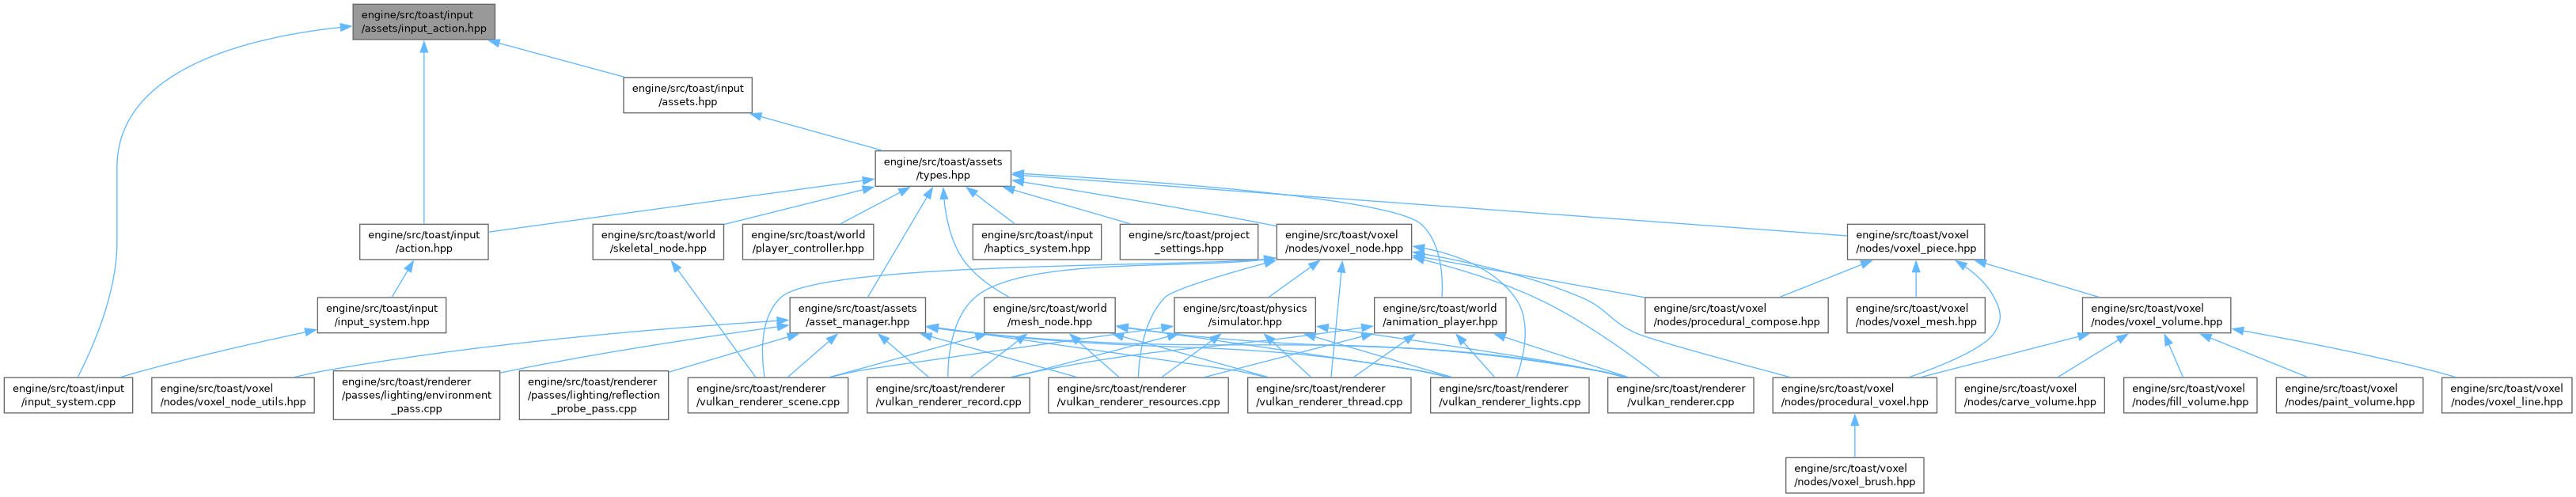 engine/src/toast/input
/assets/input_action.hpp
engine/src/toast/input
/assets.hpp
engine/src/toast/assets
/types.hpp
engine/src/toast/input
/action.hpp
engine/src/toast/world
/skeletal_node.hpp
engine/src/toast/world
/player_controller.hpp
engine/src/toast/input
/haptics_system.hpp
engine/src/toast/project
_settings.hpp
engine/src/toast/voxel
/nodes/voxel_node.hpp
engine/src/toast/voxel
/nodes/voxel_piece.hpp
engine/src/toast/input
/input_system.hpp
engine/src/toast/assets
/asset_manager.hpp
engine/src/toast/world
/mesh_node.hpp
engine/src/toast/physics
/simulator.hpp
engine/src/toast/world
/animation_player.hpp
engine/src/toast/voxel
/nodes/procedural_compose.hpp
engine/src/toast/voxel
/nodes/voxel_mesh.hpp
engine/src/toast/voxel
/nodes/voxel_volume.hpp
engine/src/toast/input
/input_system.cpp
engine/src/toast/voxel
/nodes/voxel_node_utils.hpp
engine/src/toast/renderer
/passes/lighting/environment
_pass.cpp
engine/src/toast/renderer
/passes/lighting/reflection
_probe_pass.cpp
engine/src/toast/renderer
/vulkan_renderer_scene.cpp
engine/src/toast/renderer
/vulkan_renderer_record.cpp
engine/src/toast/renderer
/vulkan_renderer_resources.cpp
engine/src/toast/renderer
/vulkan_renderer_thread.cpp
engine/src/toast/renderer
/vulkan_renderer_lights.cpp
engine/src/toast/renderer
/vulkan_renderer.cpp
engine/src/toast/voxel
/nodes/procedural_voxel.hpp
engine/src/toast/voxel
/nodes/carve_volume.hpp
engine/src/toast/voxel
/nodes/fill_volume.hpp
engine/src/toast/voxel
/nodes/paint_volume.hpp
engine/src/toast/voxel
/nodes/voxel_line.hpp
engine/src/toast/voxel
/nodes/voxel_brush.hpp